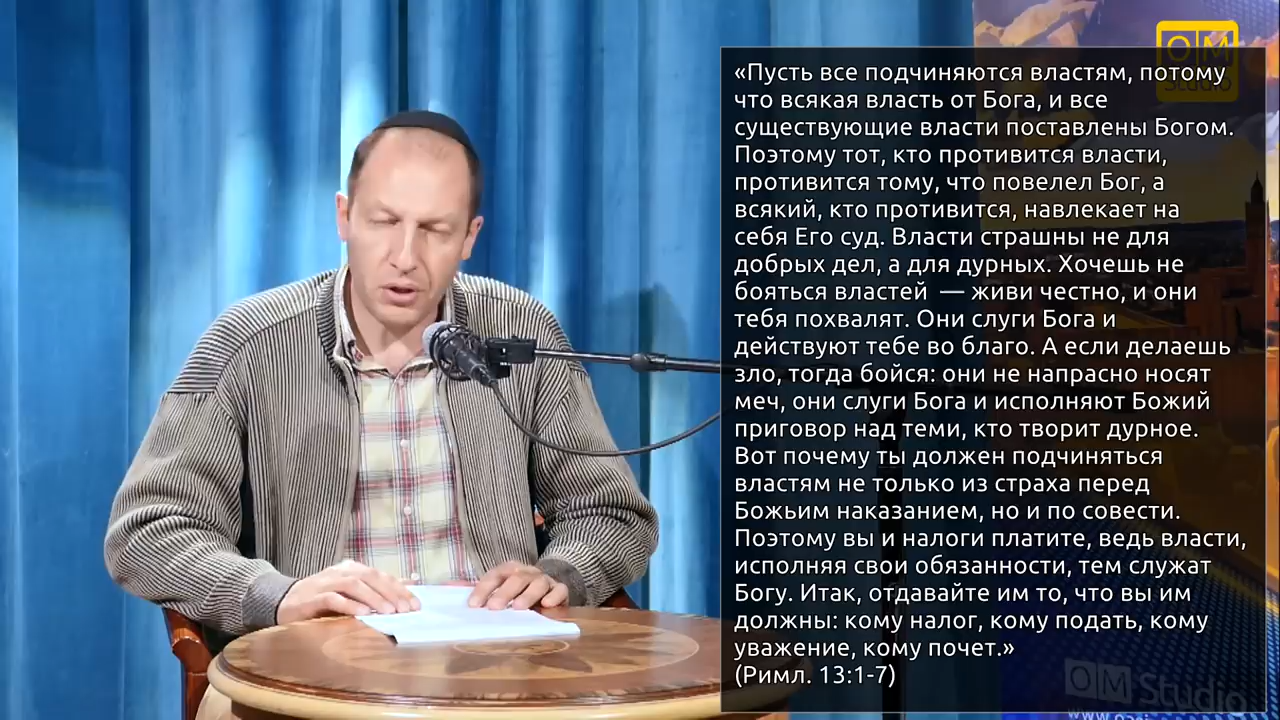 «Пусть все подчиняются властям, потому
что всякая власть от Бога, и все
существующие власти поставлены Богом.
Поэтому тот, кто противится власти,
противится тому, что повелел Бог, а
всякий, кто противится, навлекает на
себя Его суд. Власти страшны не для
добрых дел, а для дурных. Хочешь не
бояться властей — живи честно, и они
тебя похвалят. Они слуги Бога и
действуют тебе во благо. А если делаешь
зло, тогда бойся: они не напрасно носят
меч, они слуги Бога и исполняют Божий
приговор над теми, кто творит дурное.
Вот почему ты должен подчиняться
властям не только из страха перед
Божьим наказанием, но и по совести.
Поэтому вы и налоги платите, ведь власти,
исполняя свои обязанности, тем служат
Богу. Итак, отдавайте им то, что вы им
должны: кому налог, кому подать, кому
уважение, кому почет.»
(Римл. 13:1-7)
OM
Studio
OM Studio